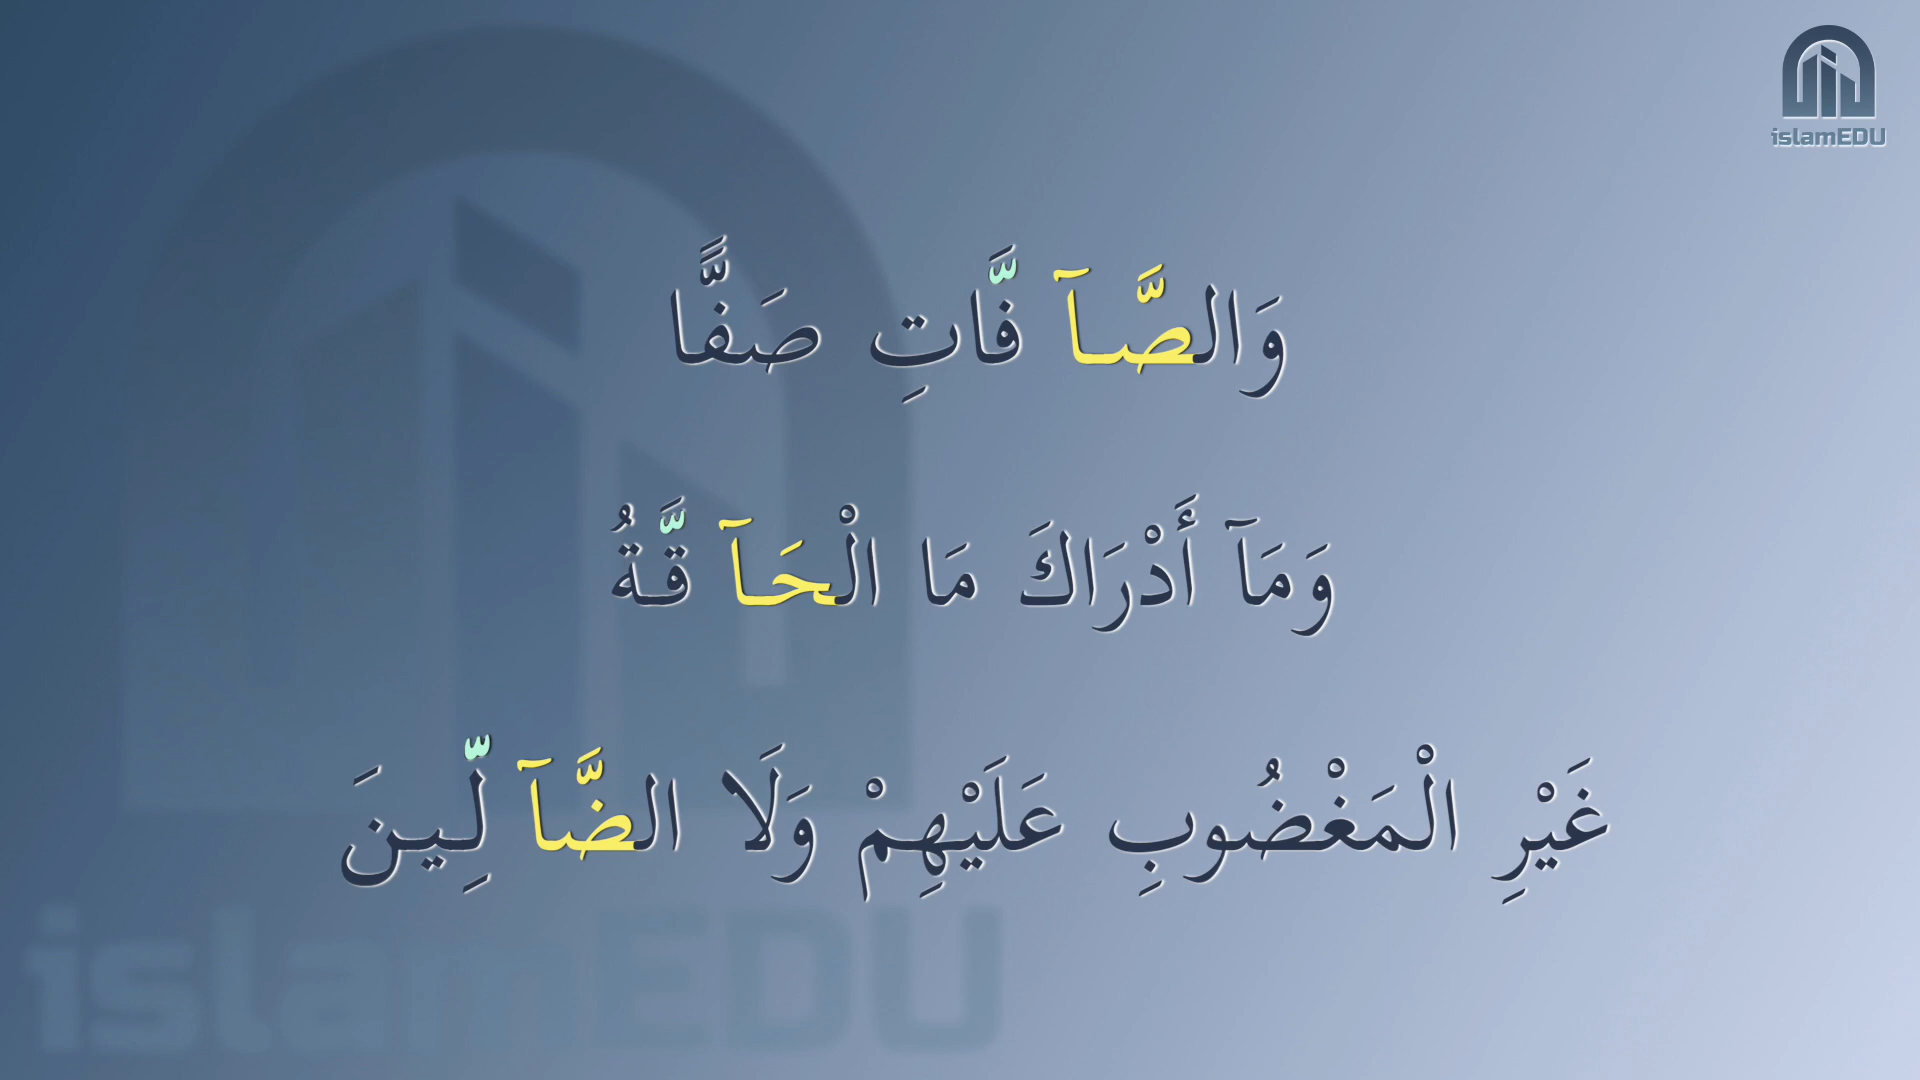 islamEDU
وَالصَّآ فَّاتِ صَفًّا
وَمَآ أَدْرَاكَ مَا الْحَآ قَّةُ
غَيْرِ الْمَغْضُوبِ عَلَيْهِمْ وَلَا الضَّآ لِّينَ
islamEDU